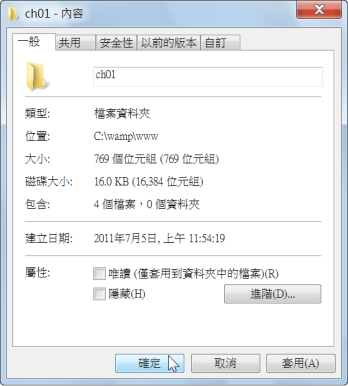 ch01 - 內容
一般 共用 安全性 以前的版本 自訂
ch01
類型: 檔案資料夾
位置: C:\wamp\www
大小: 769 個位元組 (769 位元組)
磁碟大小: 16.0 KB (16,384 位元組)
包含: 4 個檔案，0 個資料夾
建立日期: 2011年7月5日, 上午 11:54:19
屬性: 唯讀 (僅套用到資料夾中的檔案)(R)
隱藏(H) 進階(D)...
確定 取消 套用(A)